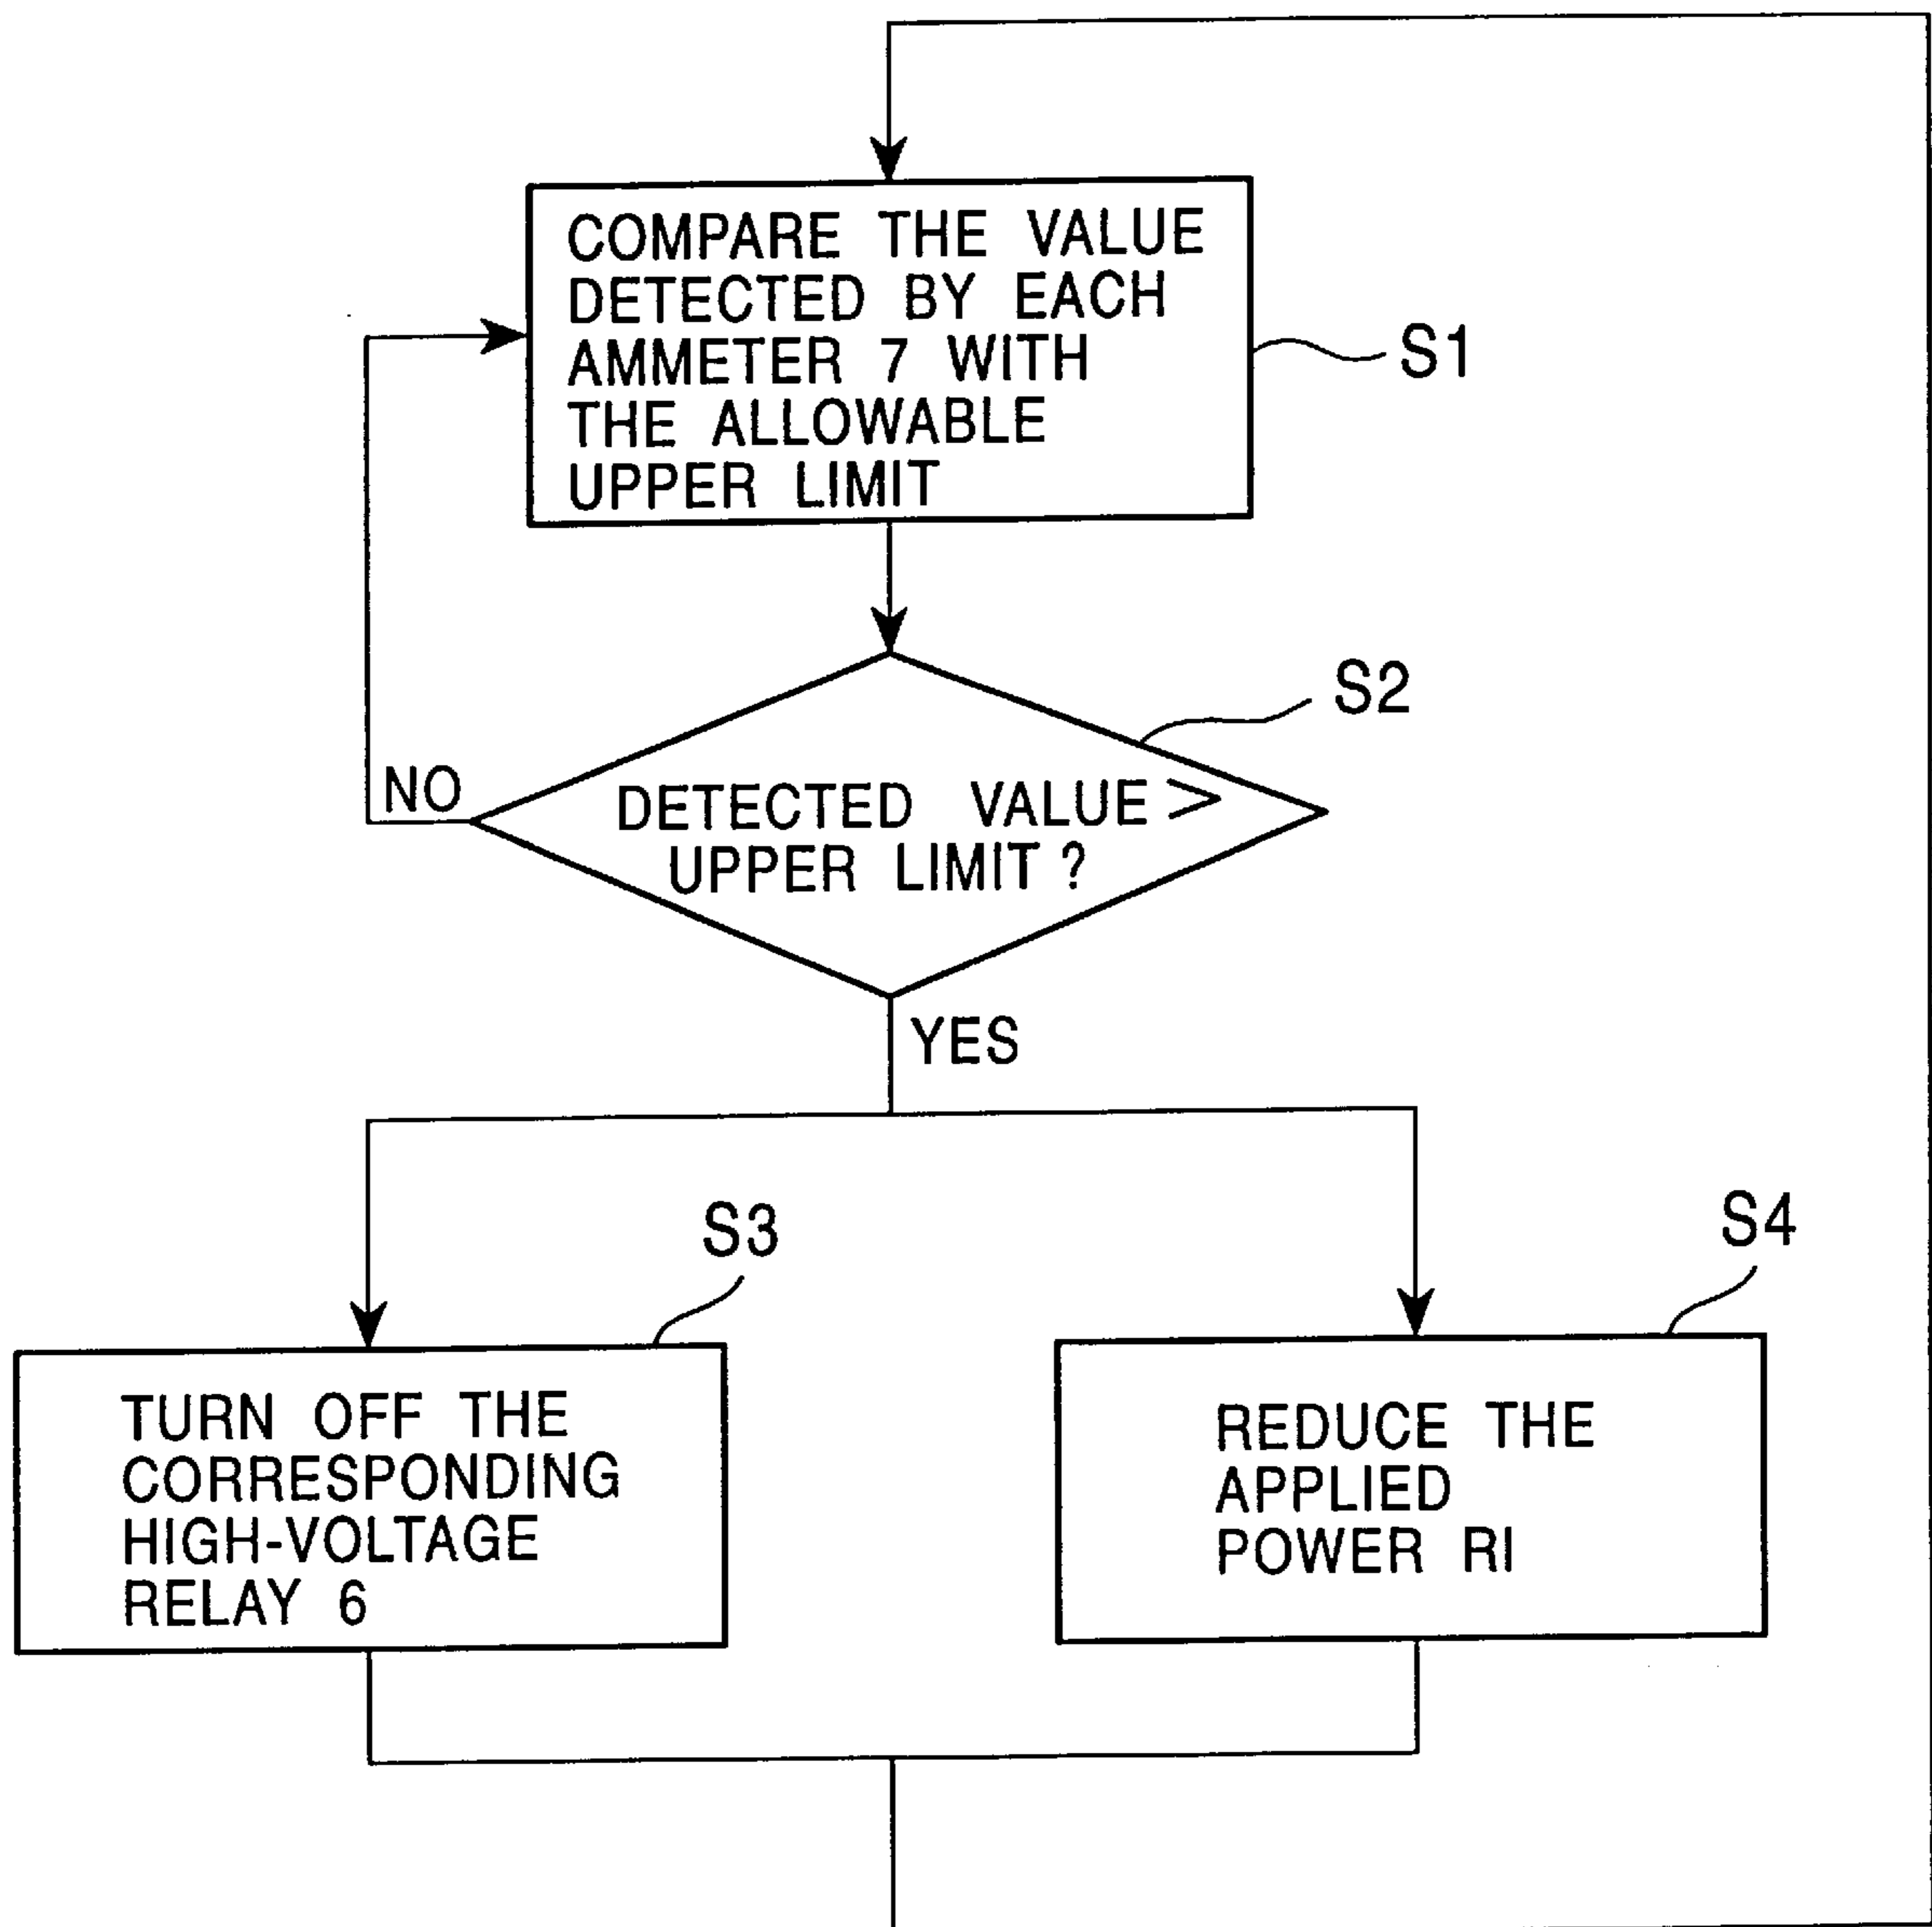 COMPARE THE VALUE
DETECTED BY EACH
AMMETER 7 WITH
THE ALLOWABLE
UPPER LIMIT
S1
S2
NO
DETECTED VALUE >
UPPER LIMIT ?
YES
S3
S4
TURN OFF THE
CORRESPONDING
HIGH-VOLTAGE
RELAY 6
REDUCE THE
APPLIED
POWER RI